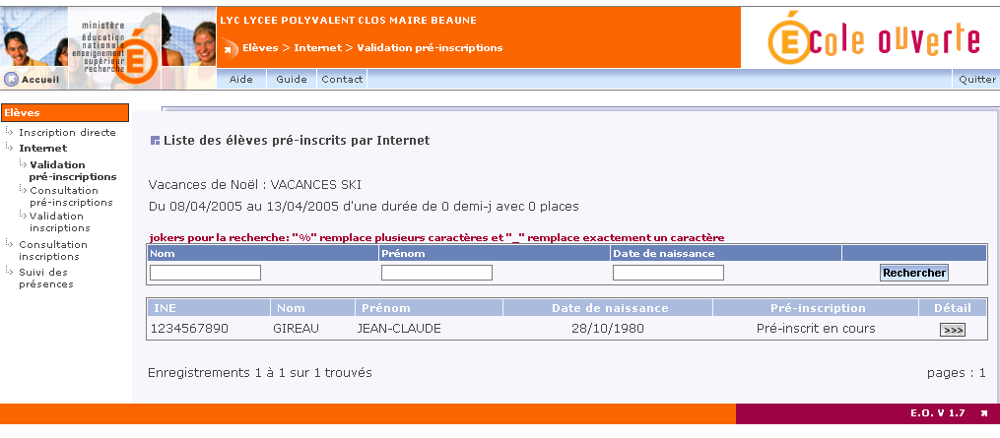 LYC LYCEE POLYVALENT CLOS MAIRE BEAUNE
ministère
éducation
nationale
enseignement
supérieur
recherche
Elèves > Internet > Validation pré-inscriptions
École ouverte
Accueil
Aide Guide Contact Quitter
Elèves
Inscription directe
Internet
Validation
pré-inscriptions
Consultation
pré-inscriptions
Validation
inscriptions
Consultation
inscriptions
Suivi des
présences
Liste des élèves pré-inscrits par Internet
Vacances de Noël : VACANCES SKI
Du 08/04/2005 au 13/04/2005 d'une durée de 0 demi-j avec 0 places
jokers pour la recherche: "%" remplace plusieurs caractères et "_" remplace exactement un caractère
Nom Prénom Date de naissance
Rechercher
INE Nom Prénom Date de naissance Pré-inscription Détail
1234567890 GIREAU JEAN-CLAUDE 28/10/1980 Pré-inscrit en cours >>>
Enregistrements 1 à 1 sur 1 trouvés pages : 1
E.O. V 1.7